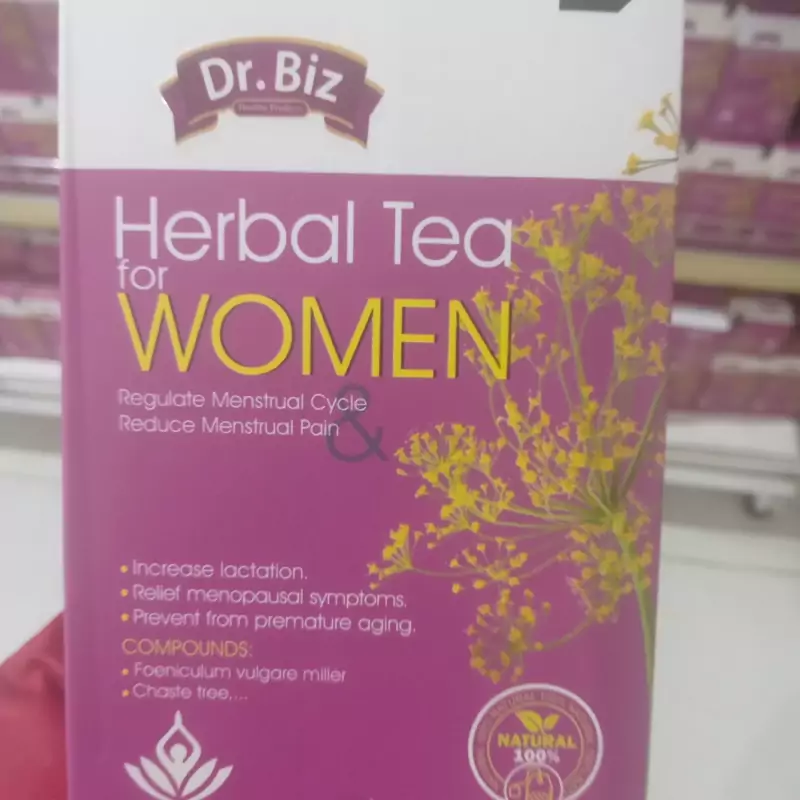 Dr. Biz
Herbal Tea
for
WOMEN
Regulate Menstrual Cycle
&
Reduce Menstrual Pain
• Increase lactation.
• Relief menopausal symptoms.
• Prevent from premature aging.
COMPOUNDS:
• Foeniculum vulgare miller
• Chaste tree....
NATURAL
100%